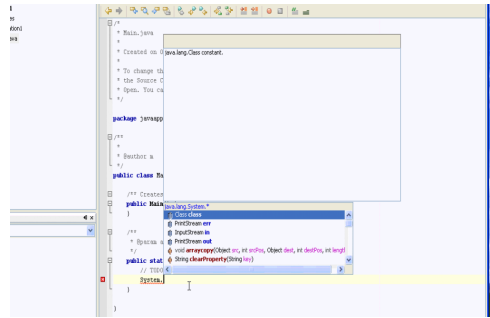 /*
* Main.java
*
* Created on O
*
* To change th
* the Source C
* Open. You ca
*/
java.lang.Class constant.
package javaapp
/**
*
* @author m
*/
public class Ma
/** Creates
public Main
}
/**
* @param a
*/
public stat
// TODO
System.
}
}
java.lang.System.*
Class class
PrintStream err
InputStream in
PrintStream out
void arraycopy(Object src, int srcPos, Object dest, int destPos, int lengtl
String clearProperty(String key)